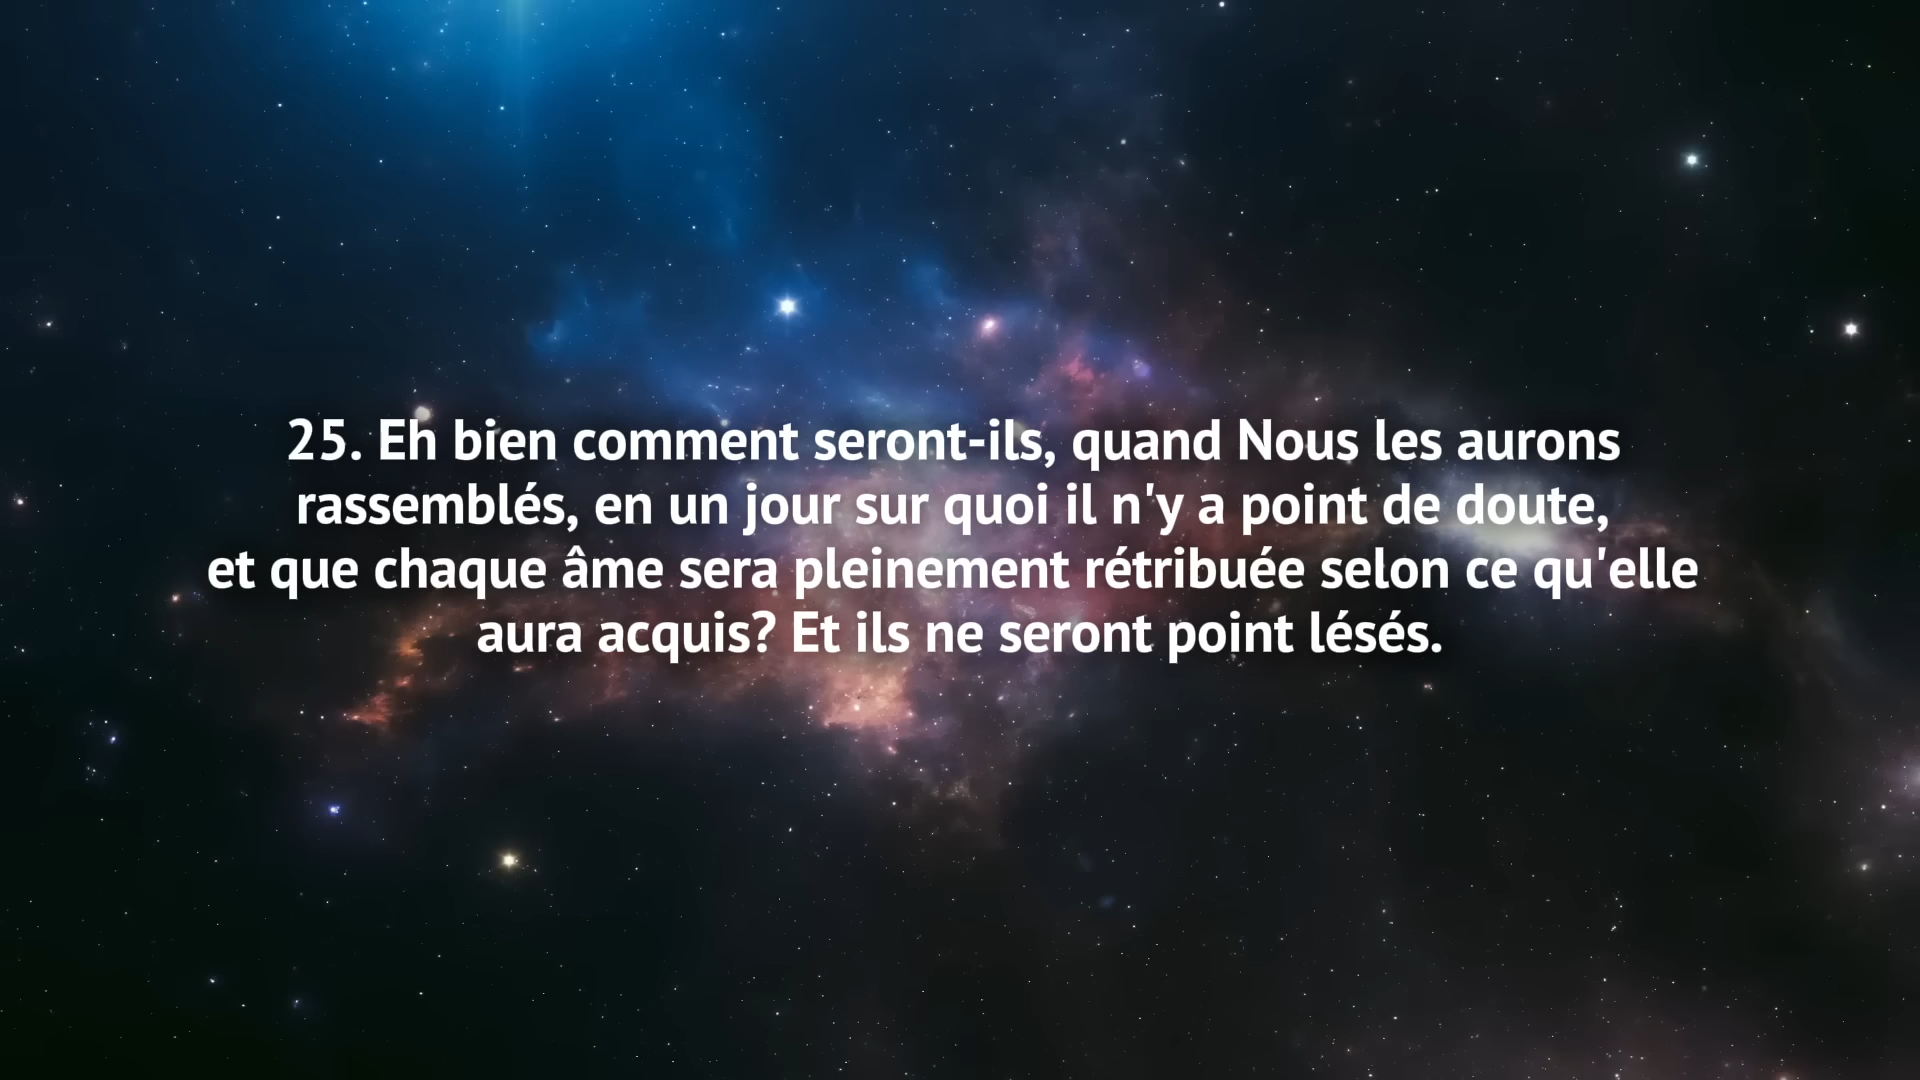 25. Eh bien comment seront-ils, quand Nous les aurons
rassemblés, en un jour sur quoi il n'y a point de doute,
et que chaque âme sera pleinement rétribuée selon ce qu'elle
aura acquis? Et ils ne seront point lésés.